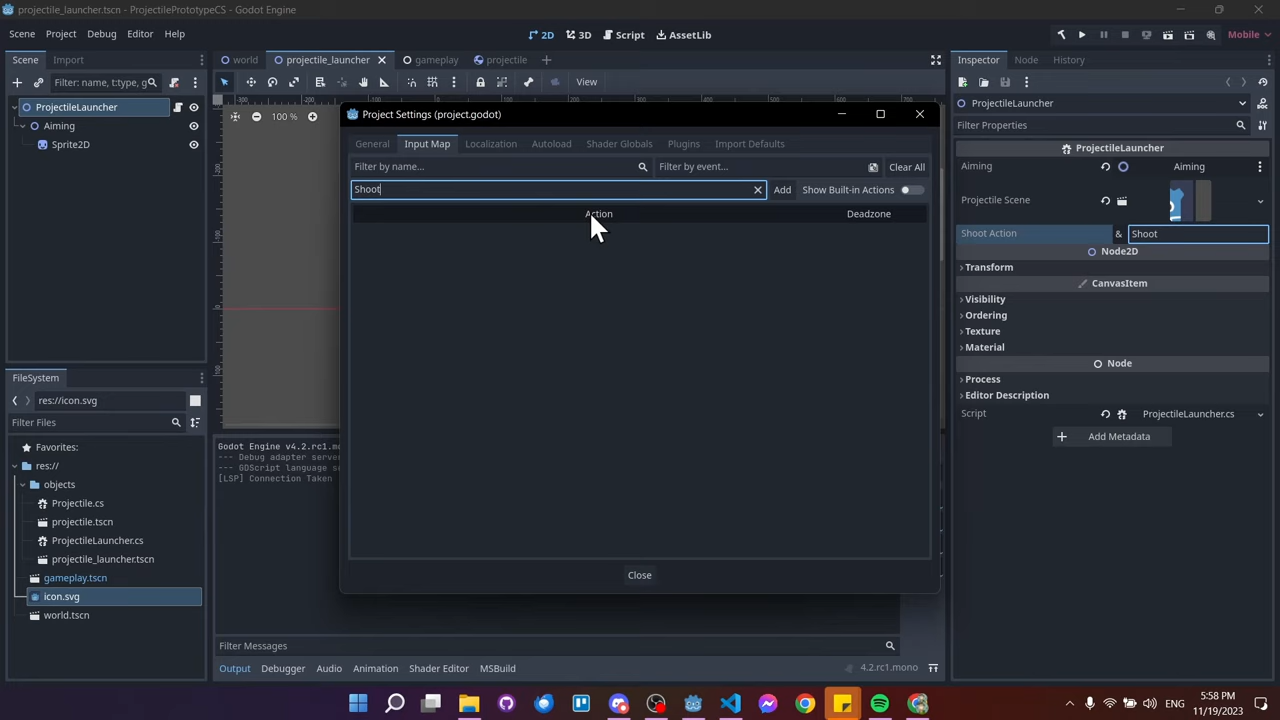 projectile_launcher.tscn - ProjectilePrototypeCS - Godot Engine
Scene Project Debug Editor Help
2D 3D Script AssetLib
Mobile
Scene Import
Filter: name, t:type, g
ProjectileLauncher
Aiming
Sprite2D
world projectile_launcher gameplay projectile
View
100 %
Project Settings (project.godot)
General Input Map Localization Autoload Shader Globals Plugins Import Defaults
Filter by name... Filter by event... Clear All
Shoot Add Show Built-in Actions
Action Deadzone
Close
Inspector Node History
ProjectileLauncher
Filter Properties
ProjectileLauncher
Aiming Aiming
Projectile Scene
Shoot Action & Shoot
Node2D
Transform
CanvasItem
Visibility
Ordering
Texture
Material
Node
Process
Editor Description
Script ProjectileLauncher.cs
Add Metadata
FileSystem
res://icon.svg
Filter Files
Favorites:
res://
objects
Projectile.cs
projectile.tscn
ProjectileLauncher.cs
projectile_launcher.tscn
gameplay.tscn
icon.svg
world.tscn
Godot Engine v4.2.rc1.mono
--- Debug adapter server
--- GDScript language s
[LSP] Connection Taken
Filter Messages
Output Debugger Audio Animation Shader Editor MSBuild
4.2.rc1.mono
5:58 PM
11/19/2023